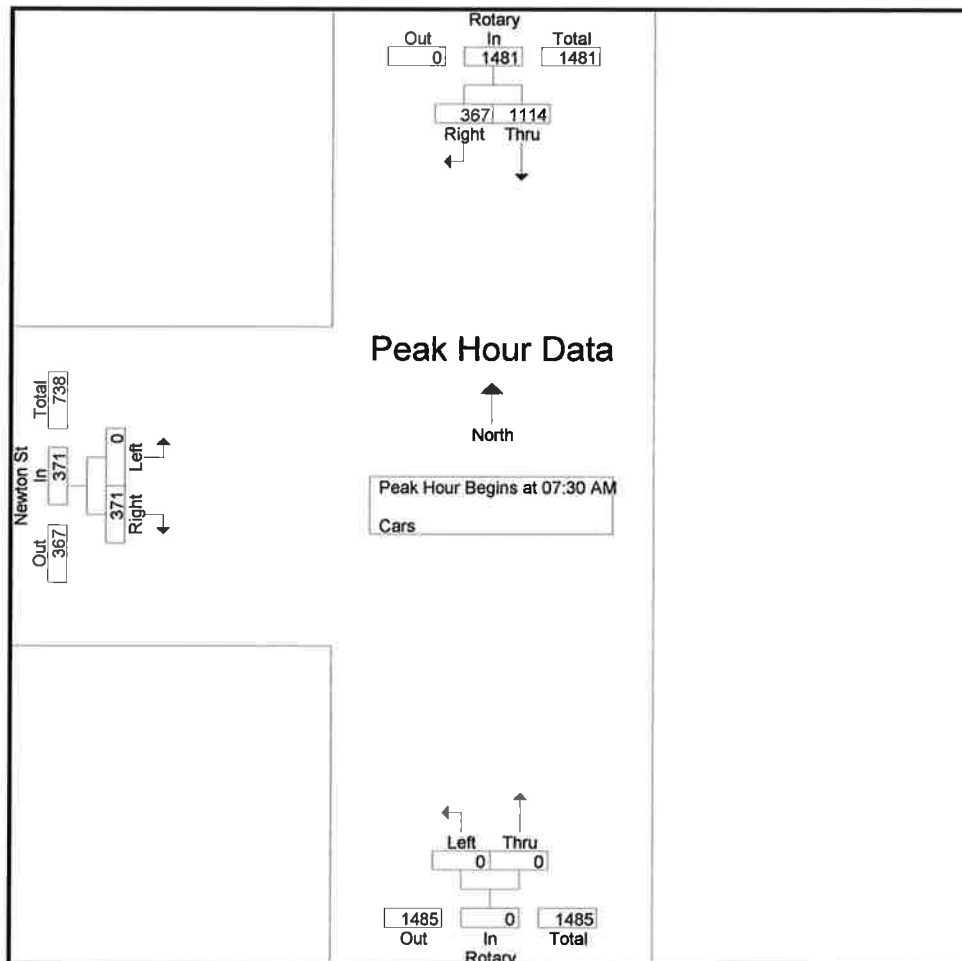 Rotary
Out In Total
0 1481 1481
367 1114
Right Thru
Peak Hour Data
North
Peak Hour Begins at 07:30 AM
Cars
Newton St
Out In Total
367 371 738
Right Left
371 0
Left Thru
0 0
1485 0 1485
Out In Total
Rotary